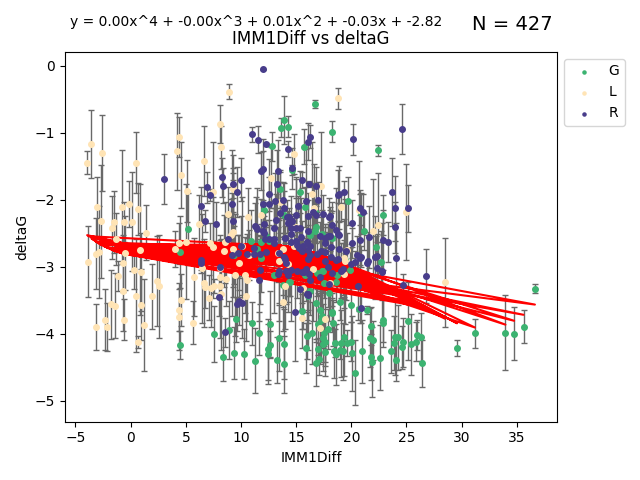 y = 0.00x^4 + -0.00x^3 + 0.01x^2 + -0.03x + -2.82
N = 427
IMM1Diff vs deltaG
G
L
R
0
−1
−2
−3
−4
−5
deltaG
−5 0 5 10 15 20 25 30 35
IMM1Diff